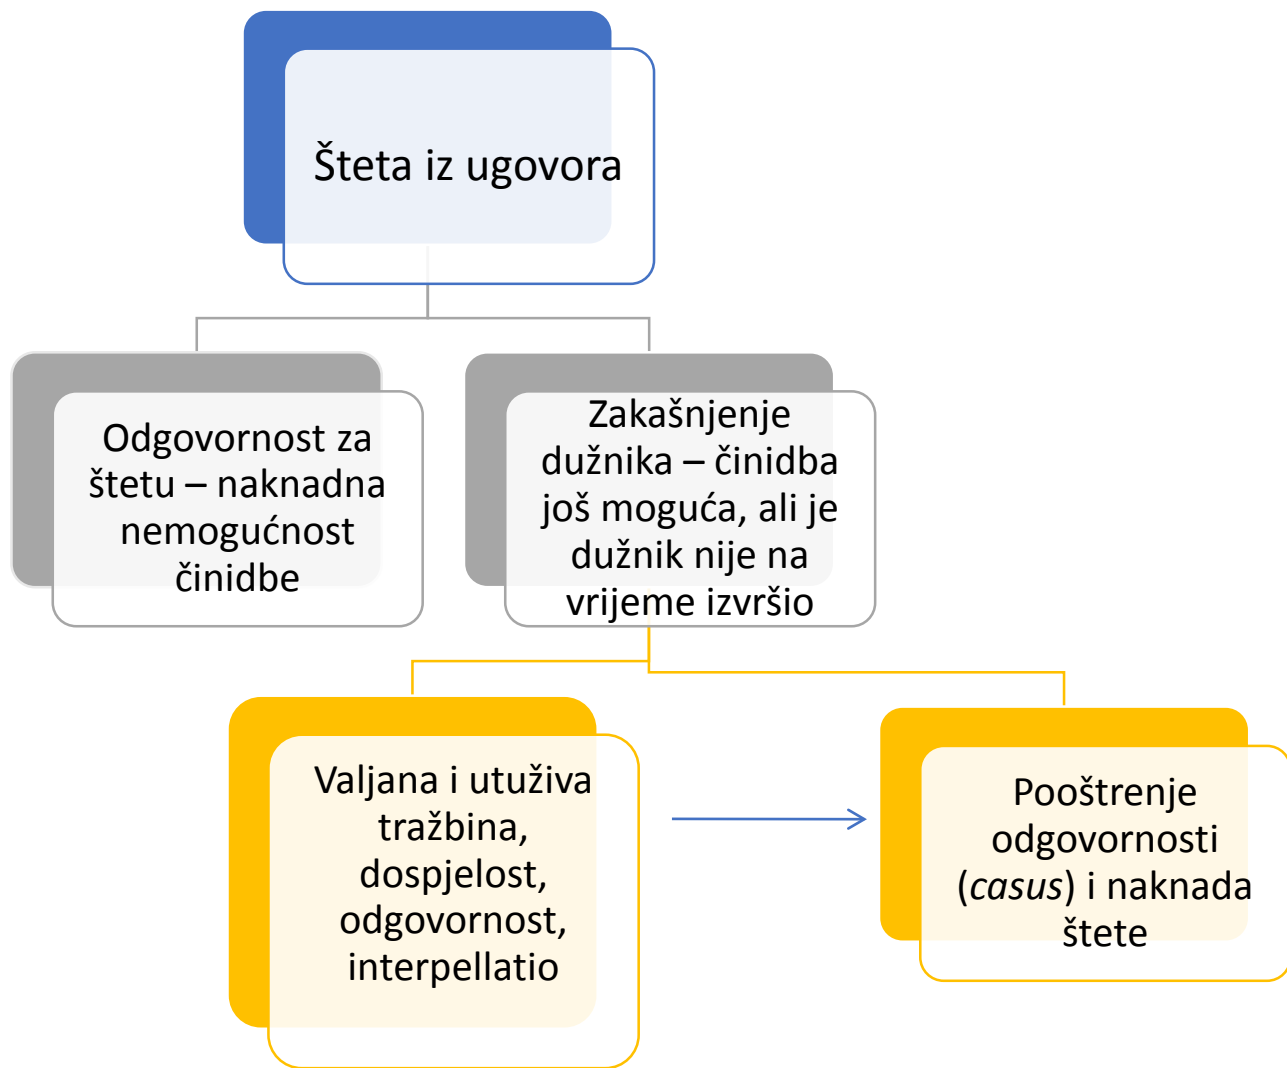 Šteta iz ugovora
Odgovornost za
štetu – naknadna
nemogućnost
činidbe
Zakašnjenje
dužnika – činidba
još moguća, ali je
dužnik nije na
vrijeme izvršio
Valjana i utuživa
tražbina,
dospjelost,
odgovornost,
interpellatio
Pooštrenje
odgovornosti
(casus) i naknada
štete